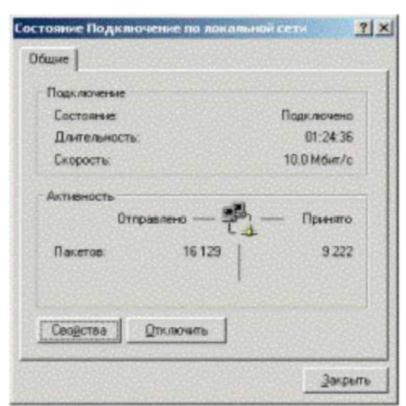 Состояние Подключение по локальной сети
Общие
Подключение
Состояние: Подключено
Длительность: 01:24:36
Скорость: 10.0 Мбит/с
Активность
Отправлено — — Принято
Пакетов: 16 129 9 222
Свойства Отключить
Закрыть